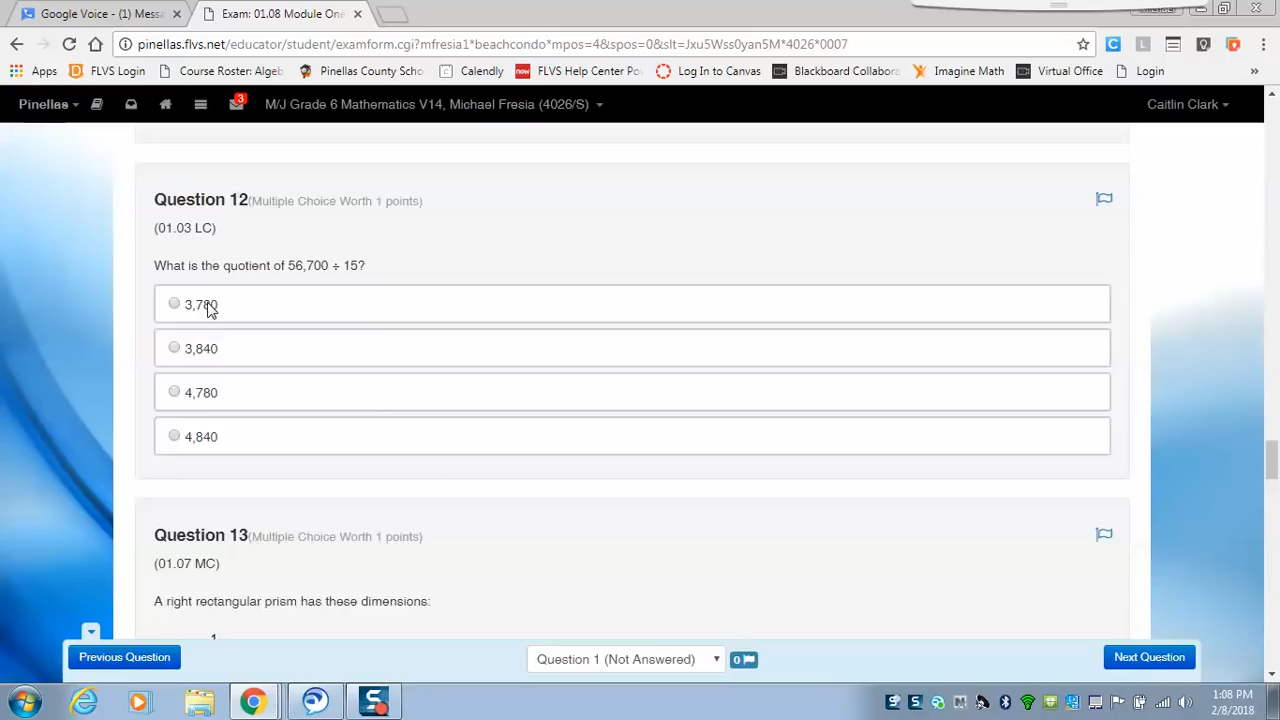 Google Voice - (1) Mess
Exam: 01.08 Module One
pinellas.flvs.net/educator/student/examform.cgi?mfresia1*beachcondo*mpos=4&spos=0&slt=Jxu5Wss0yan5M*4026*0007
Apps FLVS Login Course Roster: Algeb Pinellas County Scho Calendly FLVS Help Center Po Log In to Canvas Blackboard Collabora Imagine Math Virtual Office Login »
Pinellas 3 M/J Grade 6 Mathematics V14, Michael Fresia (4026/S) Caitlin Clark
Question 12(Multiple Choice Worth 1 points)
(01.03 LC)
What is the quotient of 56,700 ÷ 15?
3,780
3,840
4,780
4,840
Question 13(Multiple Choice Worth 1 points)
(01.07 MC)
A right rectangular prism has these dimensions:
1
Previous Question Question 1 (Not Answered) 0 Next Question
1:08 PM
2/8/2018